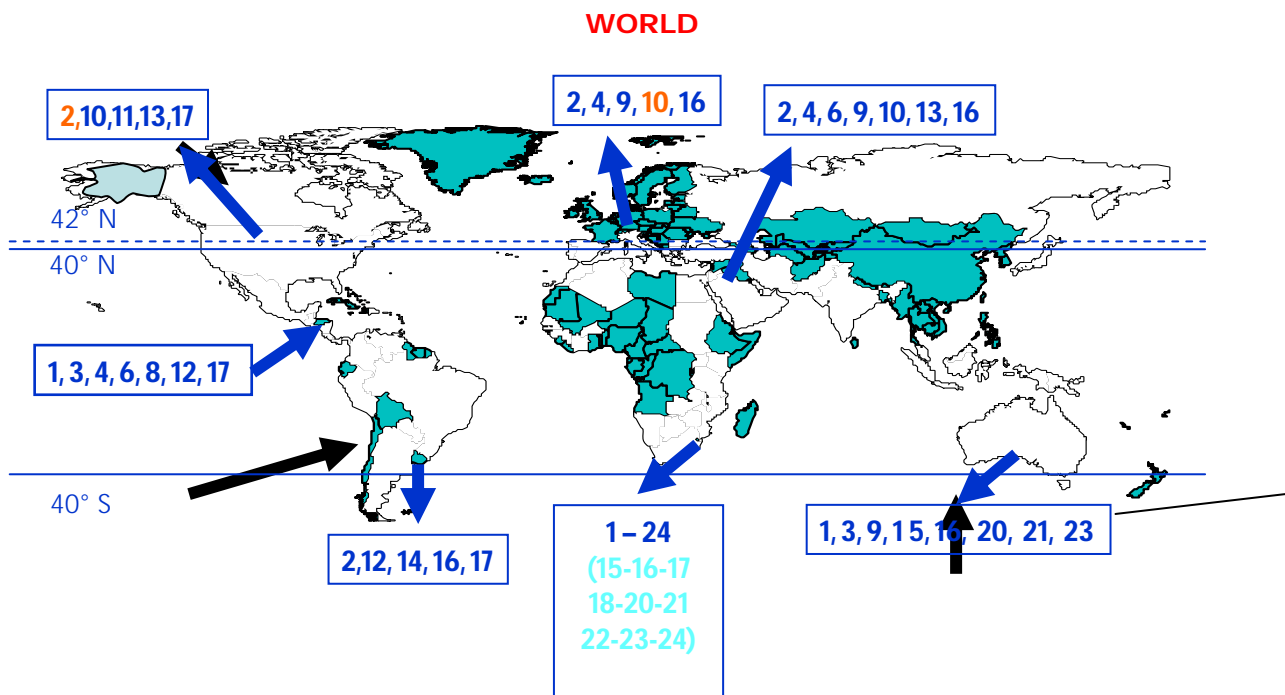 WORLD
2,10,11,13,17
2, 4, 9, 10, 16
2, 4, 6, 9, 10, 13, 16
42° N
40° N
1, 3, 4, 6, 8, 12, 17
40° S
2,12, 14, 16, 17
1 – 24
(15-16-17
18-20-21
22-23-24)
1, 3, 9, 1 5, 16, 20, 21, 23